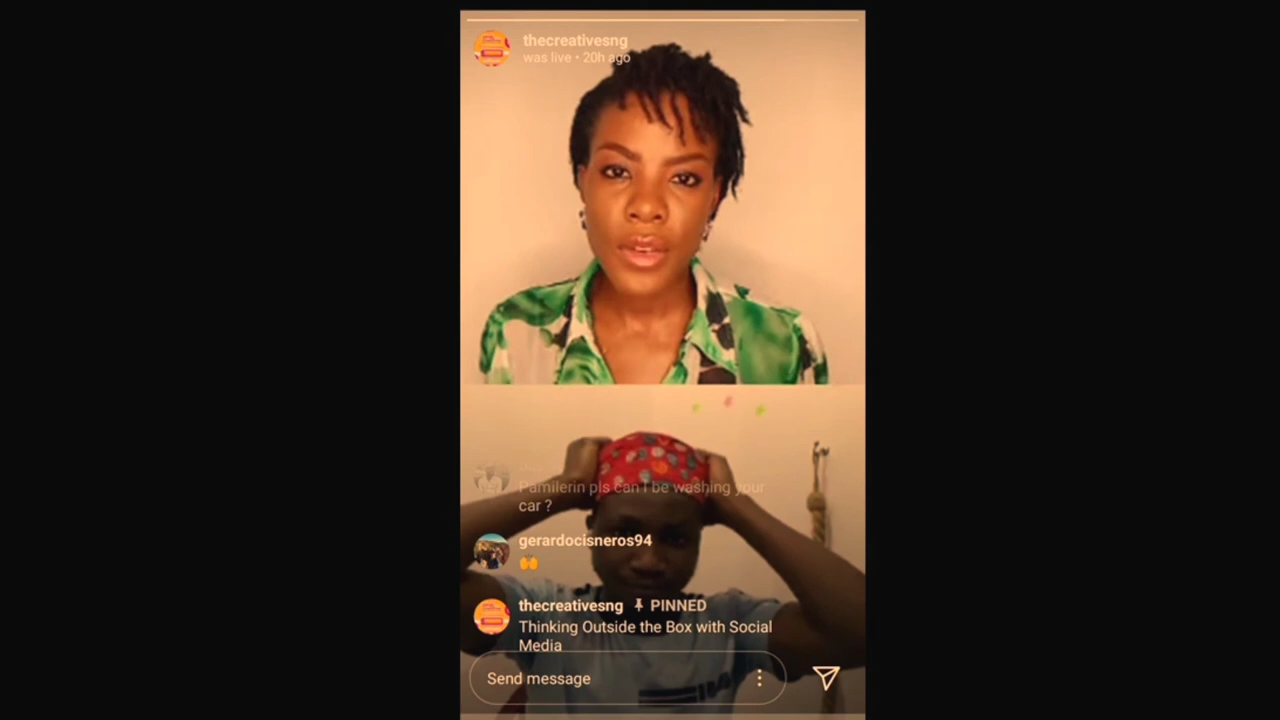 thecreativesng
was live • 20h ago
Pamilerin pls can I be washing your
car ?
gerardocisneros94
🤲
thecreativesng PINNED
Thinking Outside the Box with Social
Media
Send message